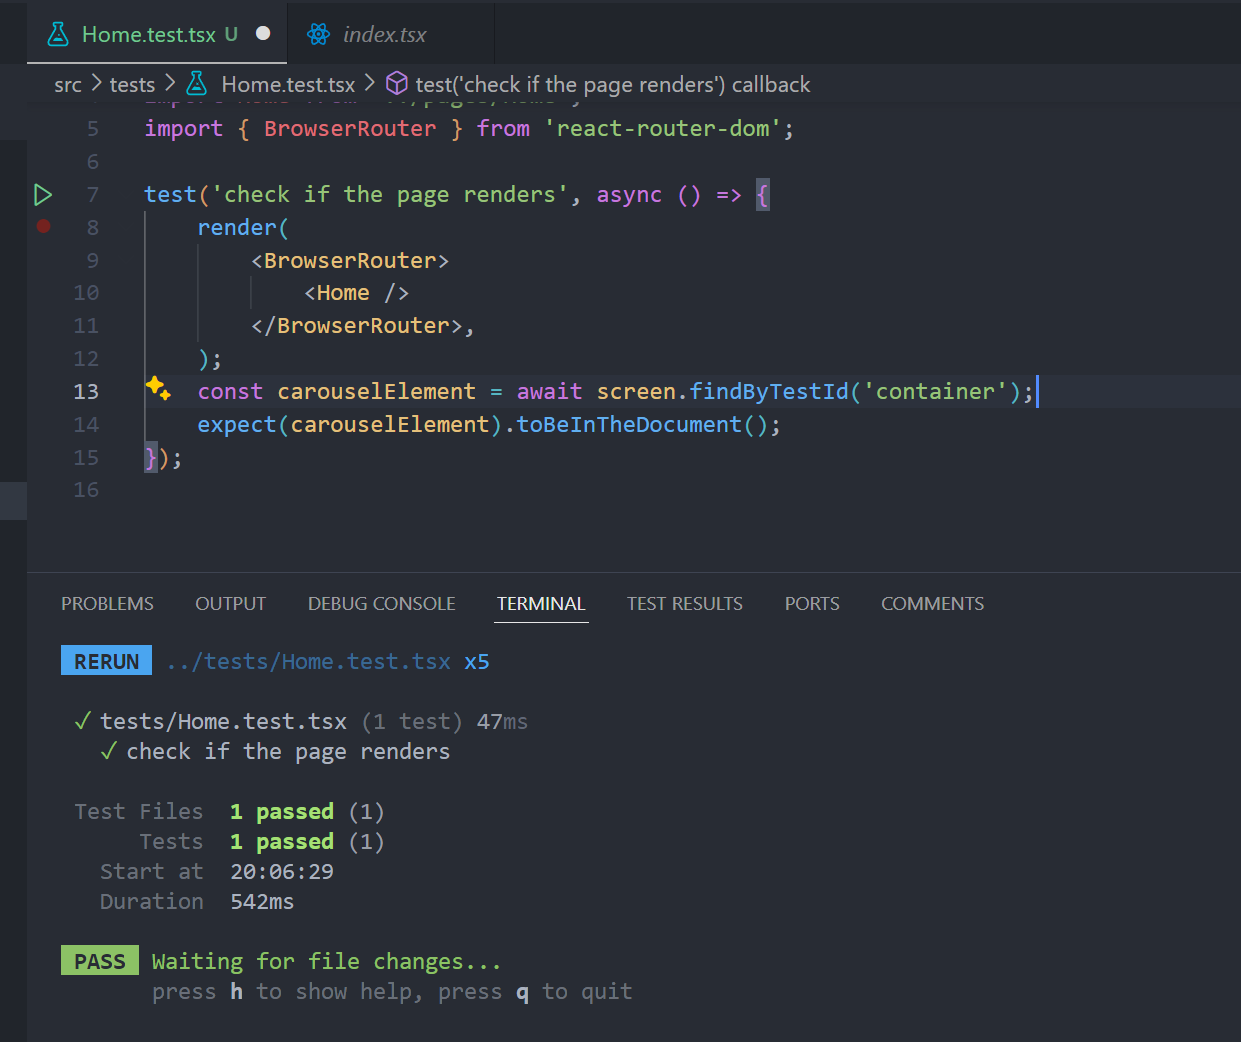 Home.test.tsx U
index.tsx
src > tests > Home.test.tsx > test('check if the page renders') callback
5 import { BrowserRouter } from 'react-router-dom';
6
7 test('check if the page renders', async () => {
8 render(
9 <BrowserRouter>
10 <Home />
11 </BrowserRouter>,
12 );
13 const carouselElement = await screen.findByTestId('container');
14 expect(carouselElement).toBeInTheDocument();
15 });
16
PROBLEMS OUTPUT DEBUG CONSOLE TERMINAL TEST RESULTS PORTS COMMENTS
RERUN ../tests/Home.test.tsx x5
✓ tests/Home.test.tsx (1 test) 47ms
✓ check if the page renders
Test Files 1 passed (1)
Tests 1 passed (1)
Start at 20:06:29
Duration 542ms
PASS Waiting for file changes...
press h to show help, press q to quit